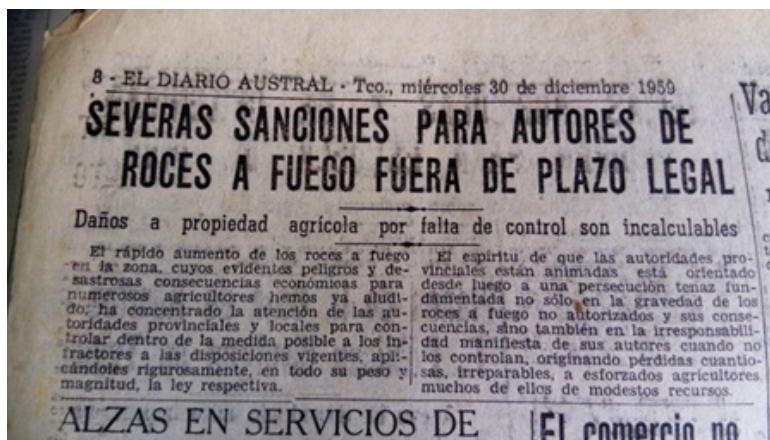 8 - EL DIARIO AUSTRAL - Tco., miércoles 30 de diciembre 1959
SEVERAS SANCIONES PARA AUTORES DE
ROCES A FUEGO FUERA DE PLAZO LEGAL
Daños a propiedad agrícola por falta de control son incalculables
El rápido aumento de los roces a fuego
en la zona, cuyos evidentes peligros y de-
sastrosas consecuencias económicas para
numerosos agricultores hemos ya aludi-
do, ha concentrado la atención de las au-
toridades provinciales y locales para con-
trolar dentro de la medida posible a los in-
fractores a las disposiciones vigentes, apli-
cándoles rigurosamente, en todo su peso y
magnitud, la ley respectiva.
El espíritu de que las autoridades pro-
vinciales están animadas está orientado
desde luego a una persecución tenaz fun-
damentada no sólo en la gravedad de los
roces a fuego no autorizados y sus conse-
cuencias, sino también en la irresponsabili-
dad manifiesta de sus autores cuando no
los controlan, originando pérdidas cuantio-
sas, irreparables, a esforzados agricultores
muchos de ellos de modestos recursos.
Va
d
ALZAS EN SERVICIOS DE
El comercio no